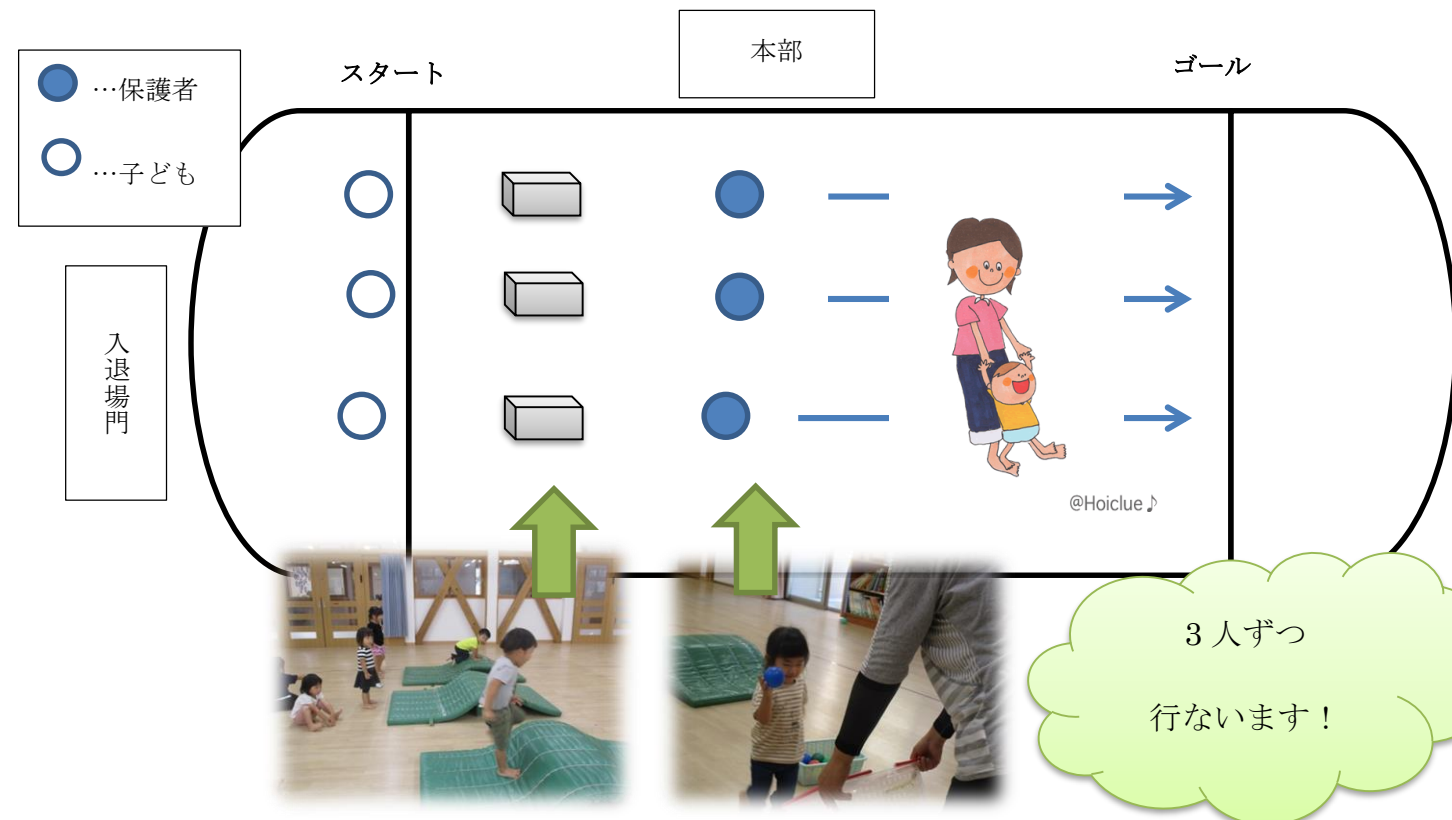 …保護者
…子ども
スタート
本部
ゴール
入退場門
@Hoiclue♪
3人ずつ
行ないます！